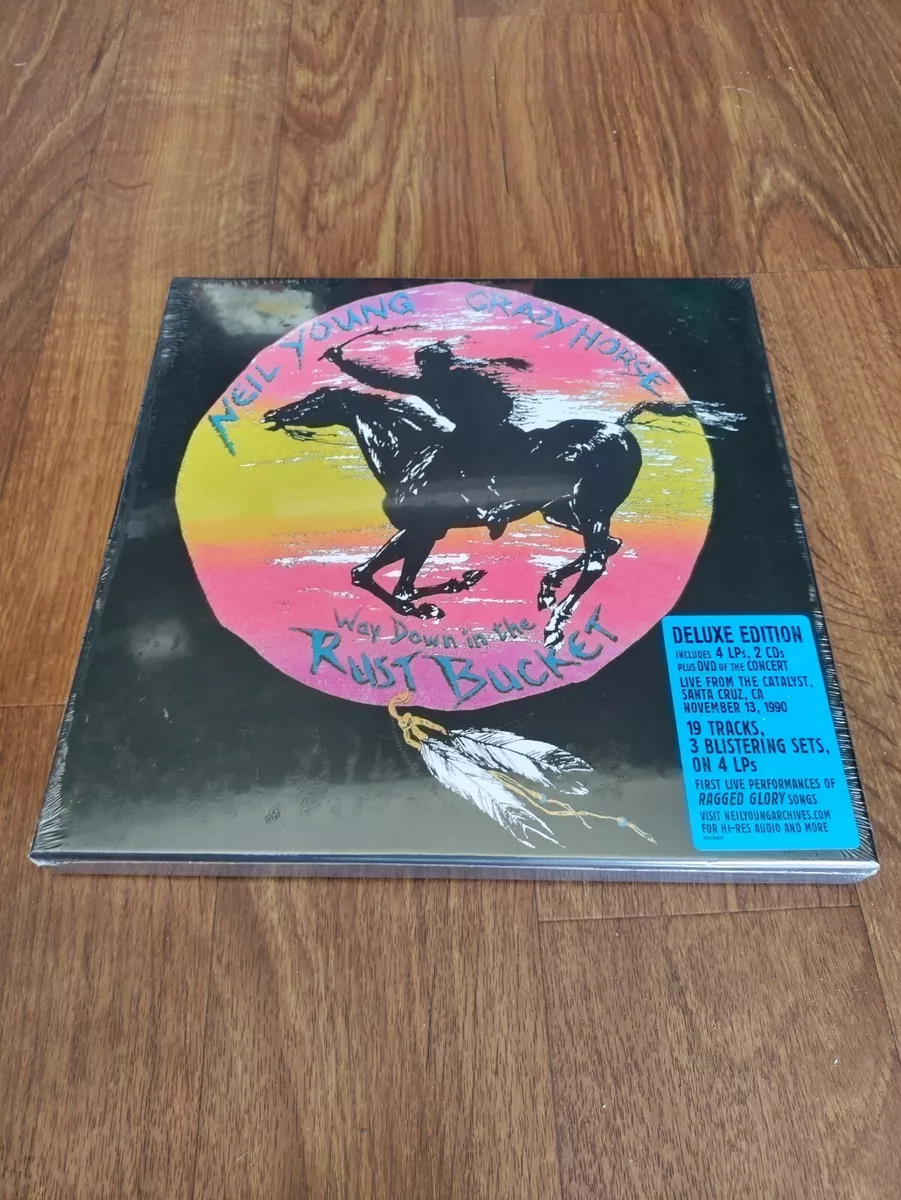 NEIL YOUNG CRAZY HORSE
Way Down in the
RUST BUCKET
DELUXE EDITION
INCLUDES 4 LPs, 2 CDs
PLUS DVD OF THE CONCERT
LIVE FROM THE CATALYST,
SANTA CRUZ, CA
NOVEMBER 13, 1990
19 TRACKS,
3 BLISTERING SETS,
ON 4 LPs
FIRST LIVE PERFORMANCES OF
RAGGED GLORY SONGS
VISIT NEILYOUNGARCHIVES.COM
FOR HI-RES AUDIO AND MORE